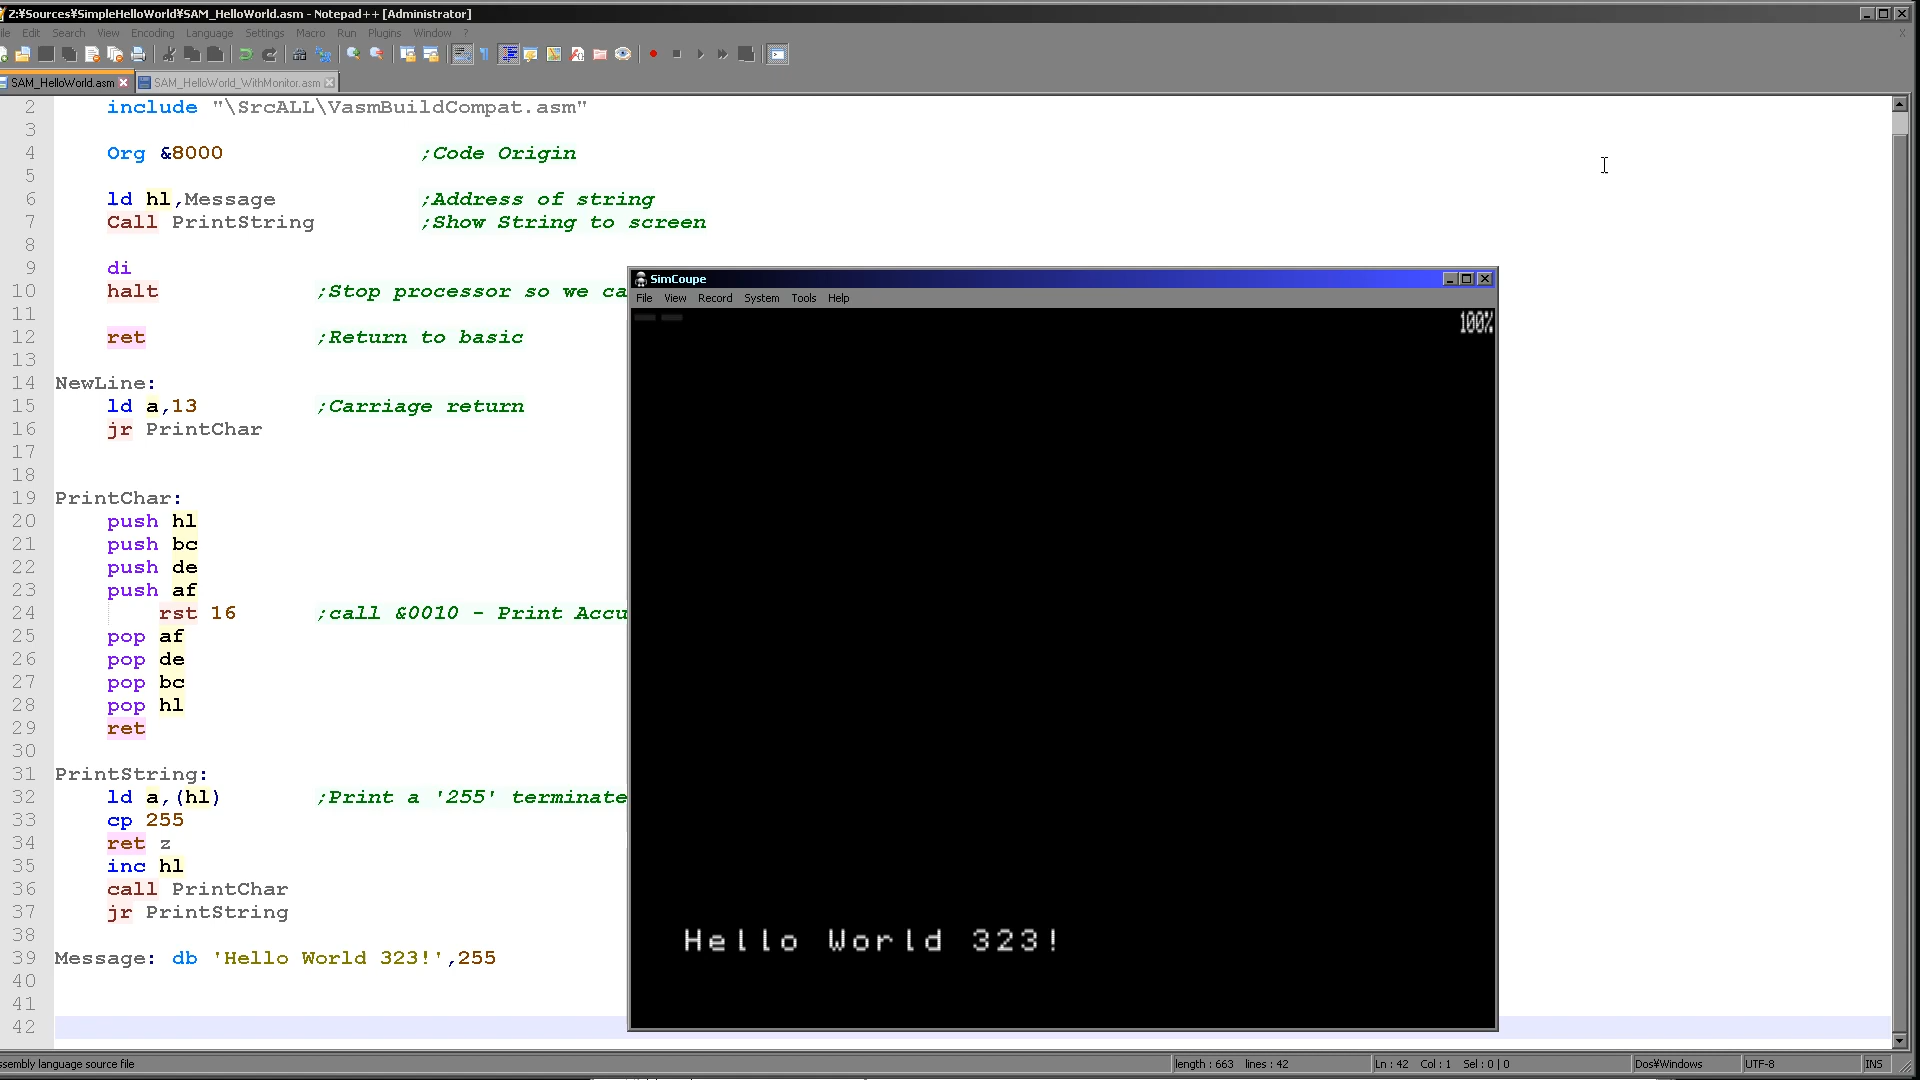 Z:¥Sources¥SimpleHelloWorld¥SAM_HelloWorld.asm - Notepad++ [Administrator]
Edit Search View Encoding Language Settings Macro Run Plugins Window ?
SAM_HelloWorld.asm SAM_HelloWorld_WithMonitor.asm
2 include "\SrcALL\VasmBuildCompat.asm"
3
4 Org &8000 ;Code Origin
5
6 ld hl,Message ;Address of string
7 Call PrintString ;Show String to screen
8
9 di
10 halt ;Stop processor so we ca
11
12 ret ;Return to basic
13
14 NewLine:
15 ld a,13 ;Carriage return
16 jr PrintChar
17
18
19 PrintChar:
20 push hl
21 push bc
22 push de
23 push af
24 rst 16 ;call &0010 - Print Accu
25 pop af
26 pop de
27 pop bc
28 pop hl
29 ret
30
31 PrintString:
32 ld a,(hl) ;Print a '255' terminate
33 cp 255
34 ret z
35 inc hl
36 call PrintChar
37 jr PrintString
38
39 Message: db 'Hello World 323!',255
40
41
42
SimCoupe
File View Record System Tools Help
100%
Hello World 323!
ssembly language source file length : 663 lines : 42 Ln : 42 Col : 1 Sel : 0 | 0 Dos¥Windows UTF-8 INS